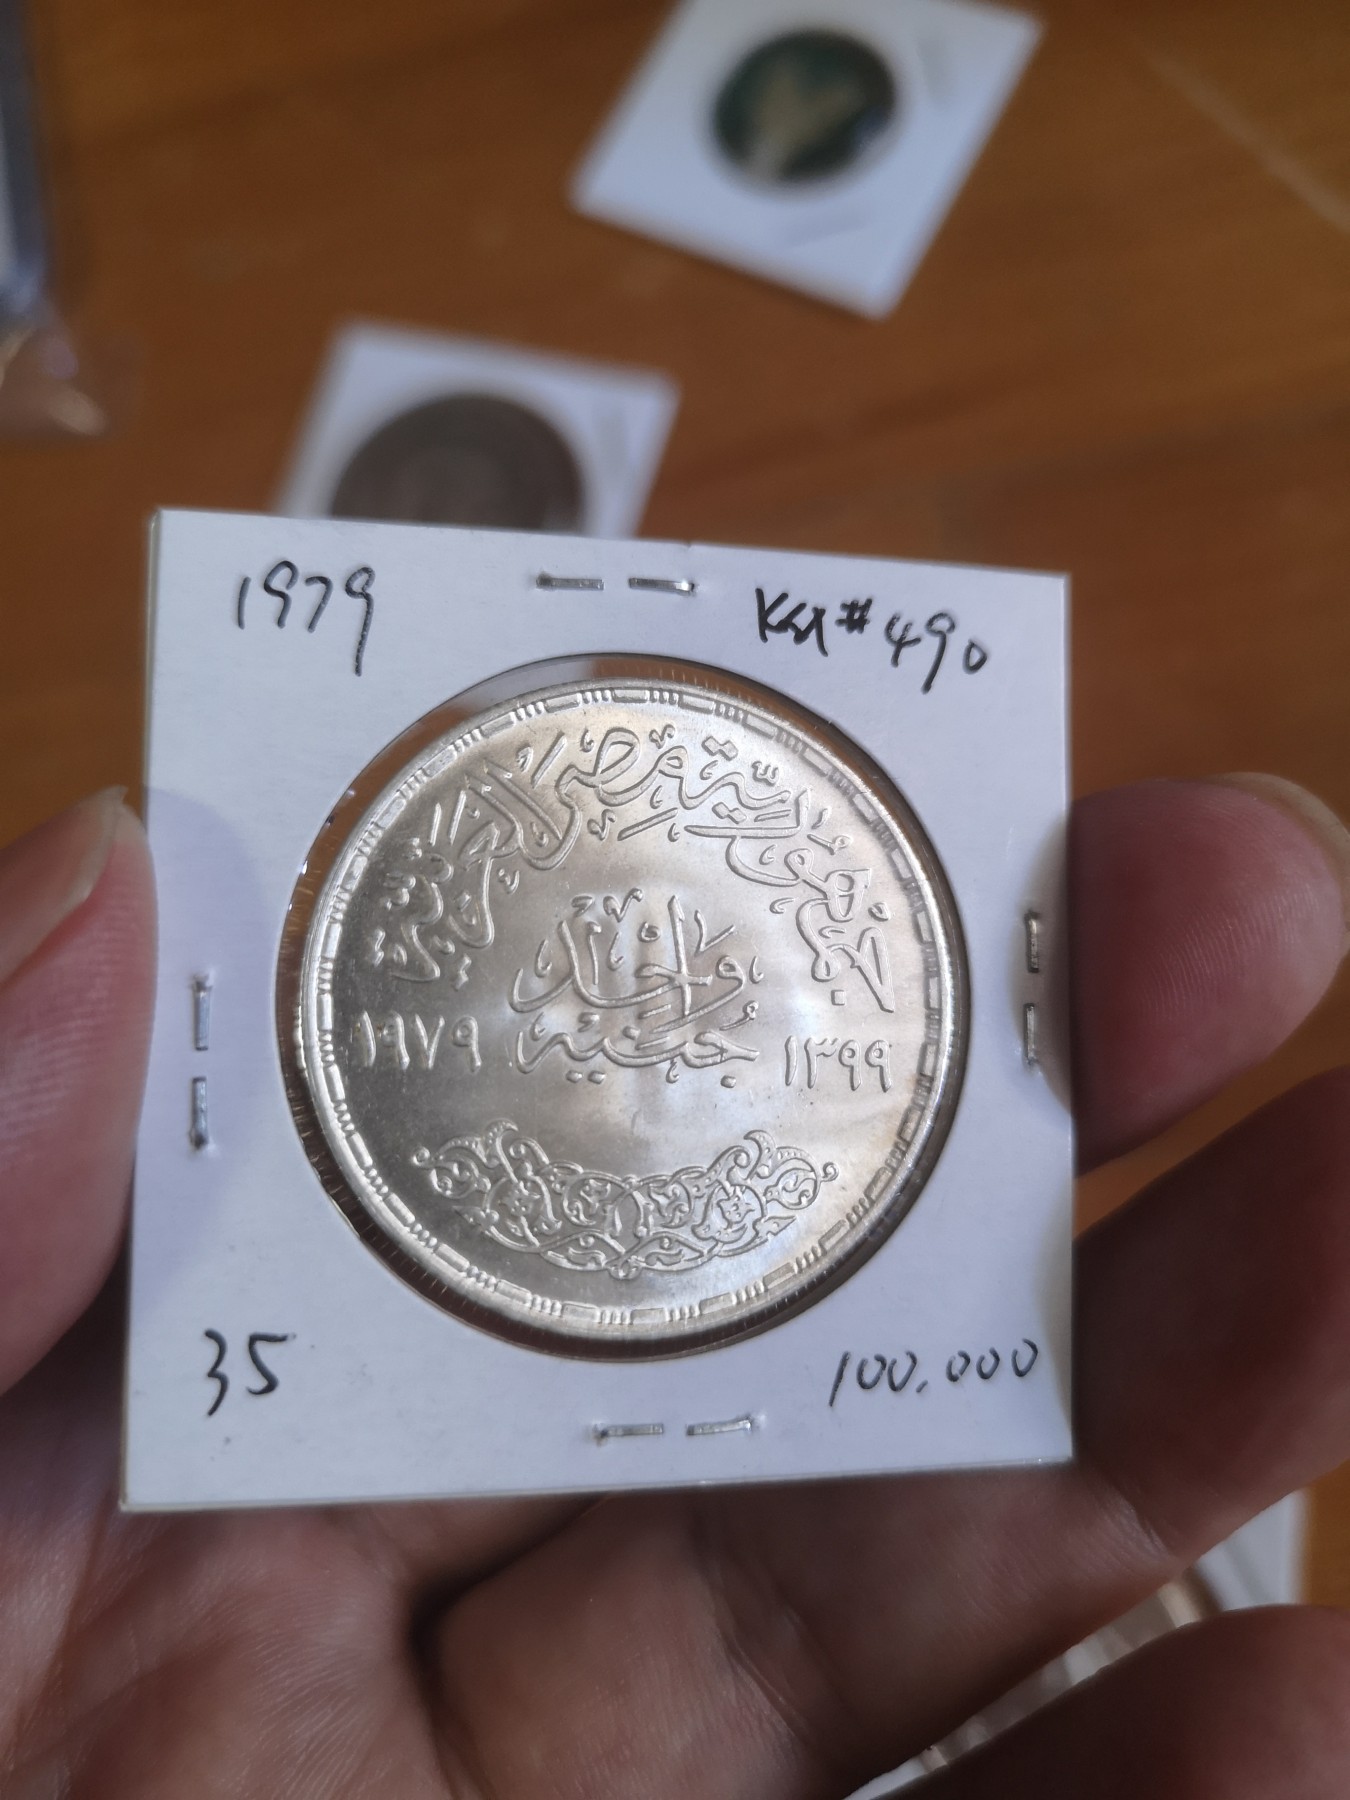 1979
KM#490
جمهورية مصر العربية
واحد
جنيه
١٩٧٩ ١٣٩٩
35
100,000